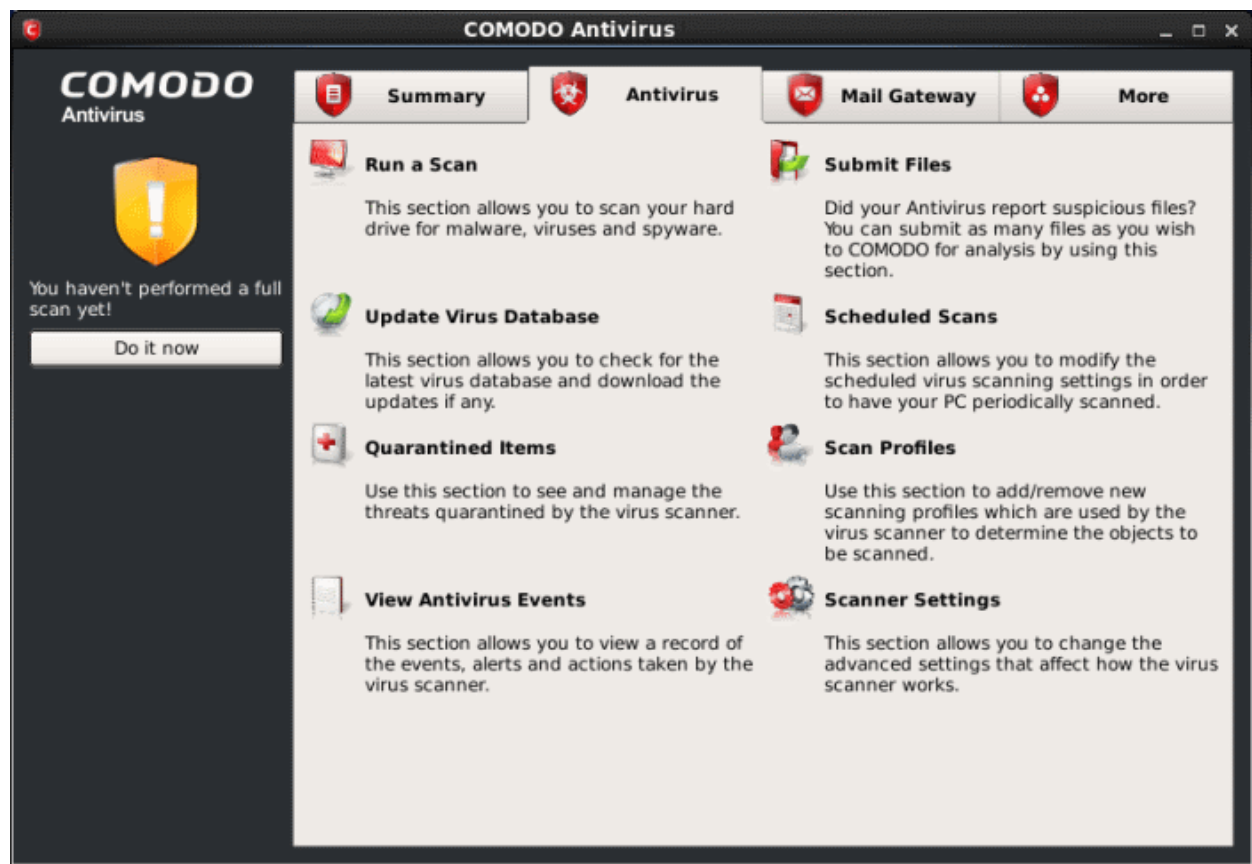 COMODO Antivirus
COMODO
Antivirus
Summary
Antivirus
Mail Gateway
More
You haven't performed a full
scan yet!
Do it now
Run a Scan
This section allows you to scan your hard
drive for malware, viruses and spyware.
Submit Files
Did your Antivirus report suspicious files?
You can submit as many files as you wish
to COMODO for analysis by using this
section.
Update Virus Database
This section allows you to check for the
latest virus database and download the
updates if any.
Scheduled Scans
This section allows you to modify the
scheduled virus scanning settings in order
to have your PC periodically scanned.
Quarantined Items
Use this section to see and manage the
threats quarantined by the virus scanner.
Scan Profiles
Use this section to add/remove new
scanning profiles which are used by the
virus scanner to determine the objects to
be scanned.
View Antivirus Events
This section allows you to view a record of
the events, alerts and actions taken by the
virus scanner.
Scanner Settings
This section allows you to change the
advanced settings that affect how the virus
scanner works.